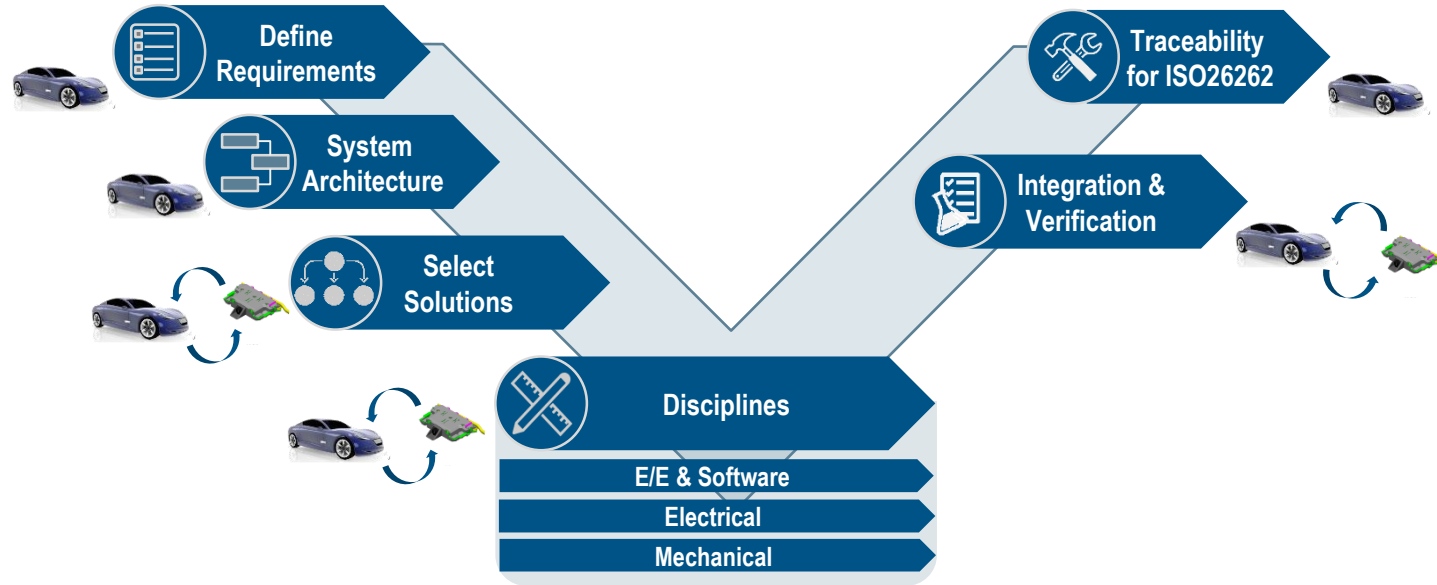 Define
Requirements
System
Architecture
Select
Solutions
Disciplines
E/E & Software
Electrical
Mechanical
Integration &
Verification
Traceability
for ISO26262